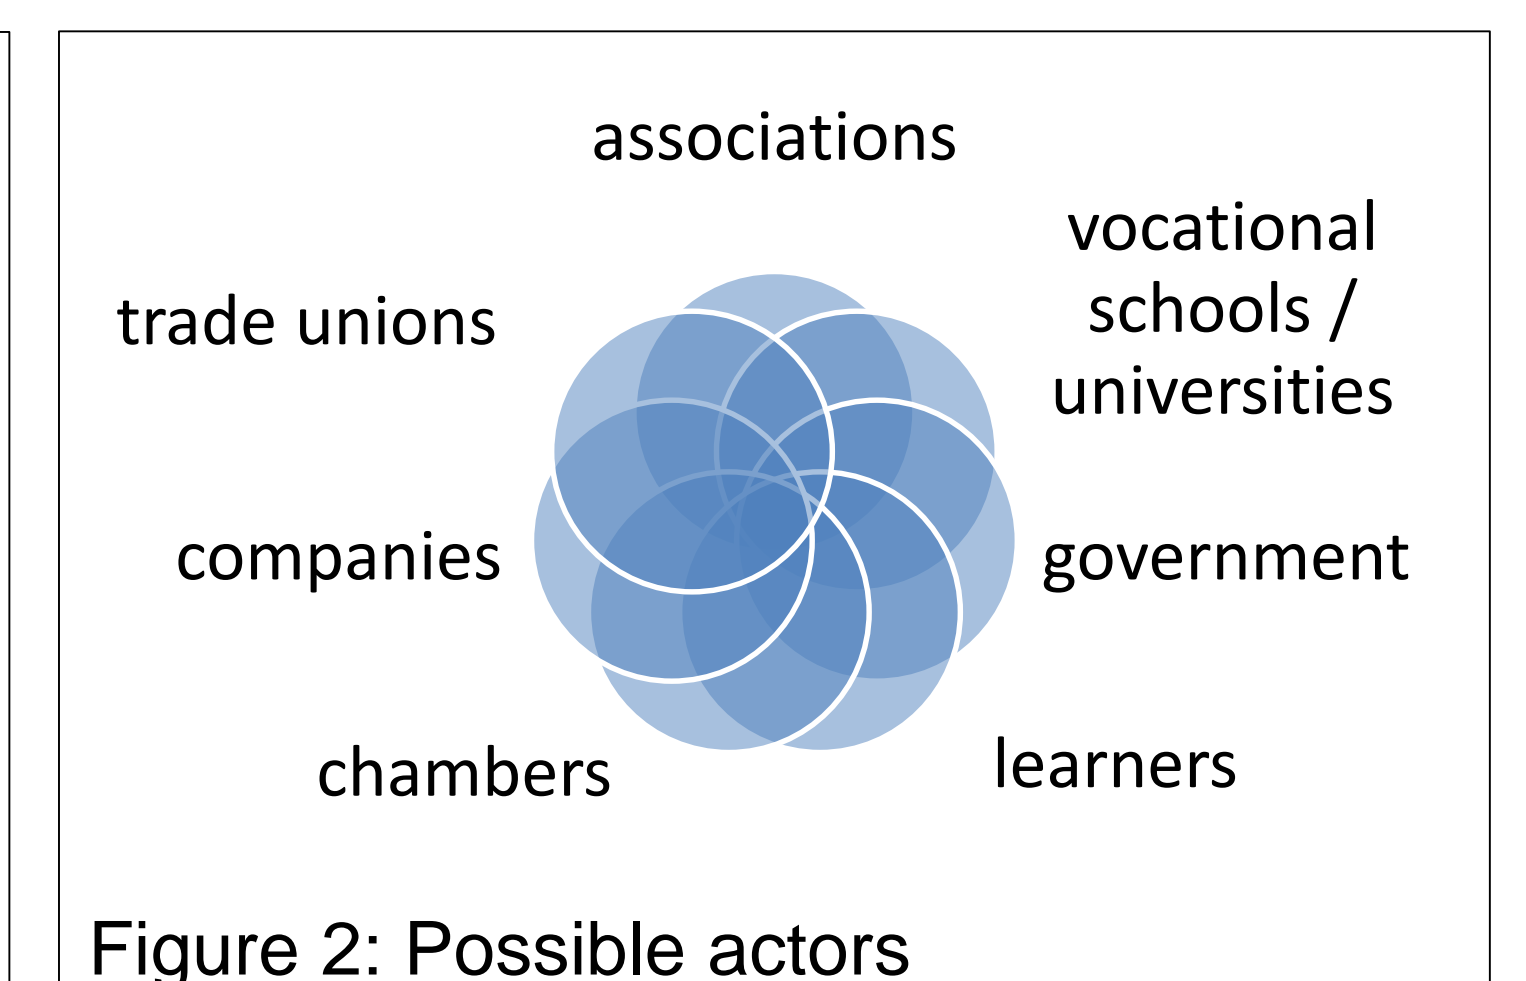 associations
vocational
schools /
universities
trade unions
companies
government
chambers
learners
Figure 2: Possible actors